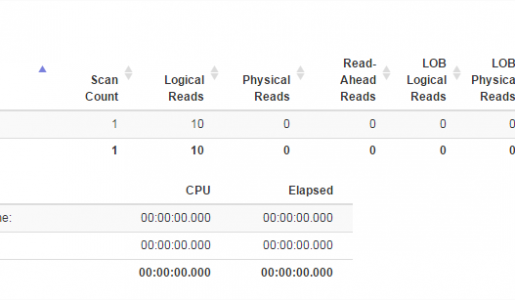 Read- LOB LOB
Scan Logical Physical Ahead Logical Physical
Count Reads Reads Reads Reads Reads
1 10 0 0 0 0
1 10 0 0 0 0
CPU Elapsed
ne: 00:00:00.000 00:00:00.000
00:00:00.000 00:00:00.000
00:00:00.000 00:00:00.000